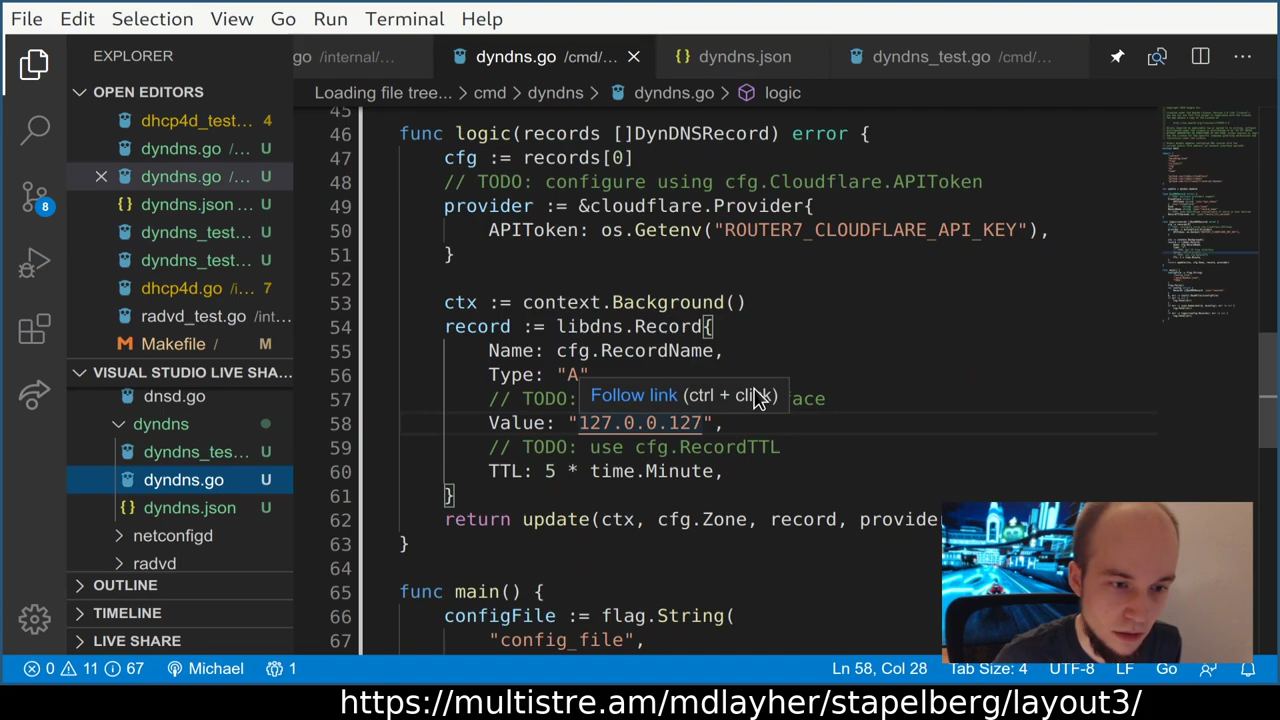 File Edit Selection View Go Run Terminal Help
EXPLORER
go /internal/...
dyndns.go /cmd/...
{} dyndns.json
dyndns_test.go /cmd/...
OPEN EDITORS
Loading file tree... > cmd > dyndns > dyndns.go > logic
dhcp4d_test... 4
dyndns.go /... U
dyndns.go /... U
{} dyndns.json ... U
dyndns_test... U
dyndns_test... U
dhcp4d.go /i... 7
radvd_test.go /int...
Makefile / M
VISUAL STUDIO LIVE SHA...
dnsd.go
dyndns
dyndns_tes... U
dyndns.go U
{} dyndns.json U
netconfigd
radvd
OUTLINE
TIMELINE
LIVE SHARE
8
45
46 func logic(records []DynDNSRecord) error {
47 cfg := records[0]
48 // TODO: configure using cfg.Cloudflare.APIToken
49 provider := &cloudflare.Provider{
50 APIToken: os.Getenv("ROUTER7_CLOUDFLARE_API_KEY"),
51 }
52
53 ctx := context.Background()
54 record := libdns.Record{
55 Name: cfg.RecordName,
56 Type: "A"
Follow link (ctrl + click)
57 // TODO: ace
58 Value: "127.0.0.127",
59 // TODO: use cfg.RecordTTL
60 TTL: 5 * time.Minute,
61 }
62 return update(ctx, cfg.Zone, record, provide
63 }
64
65 func main() {
66 configFile := flag.String(
67 "config_file",
0 11 67 Michael 1 Ln 58, Col 28 Tab Size: 4 UTF-8 LF Go
https://multistre.am/mdlayher/stapelberg/layout3/